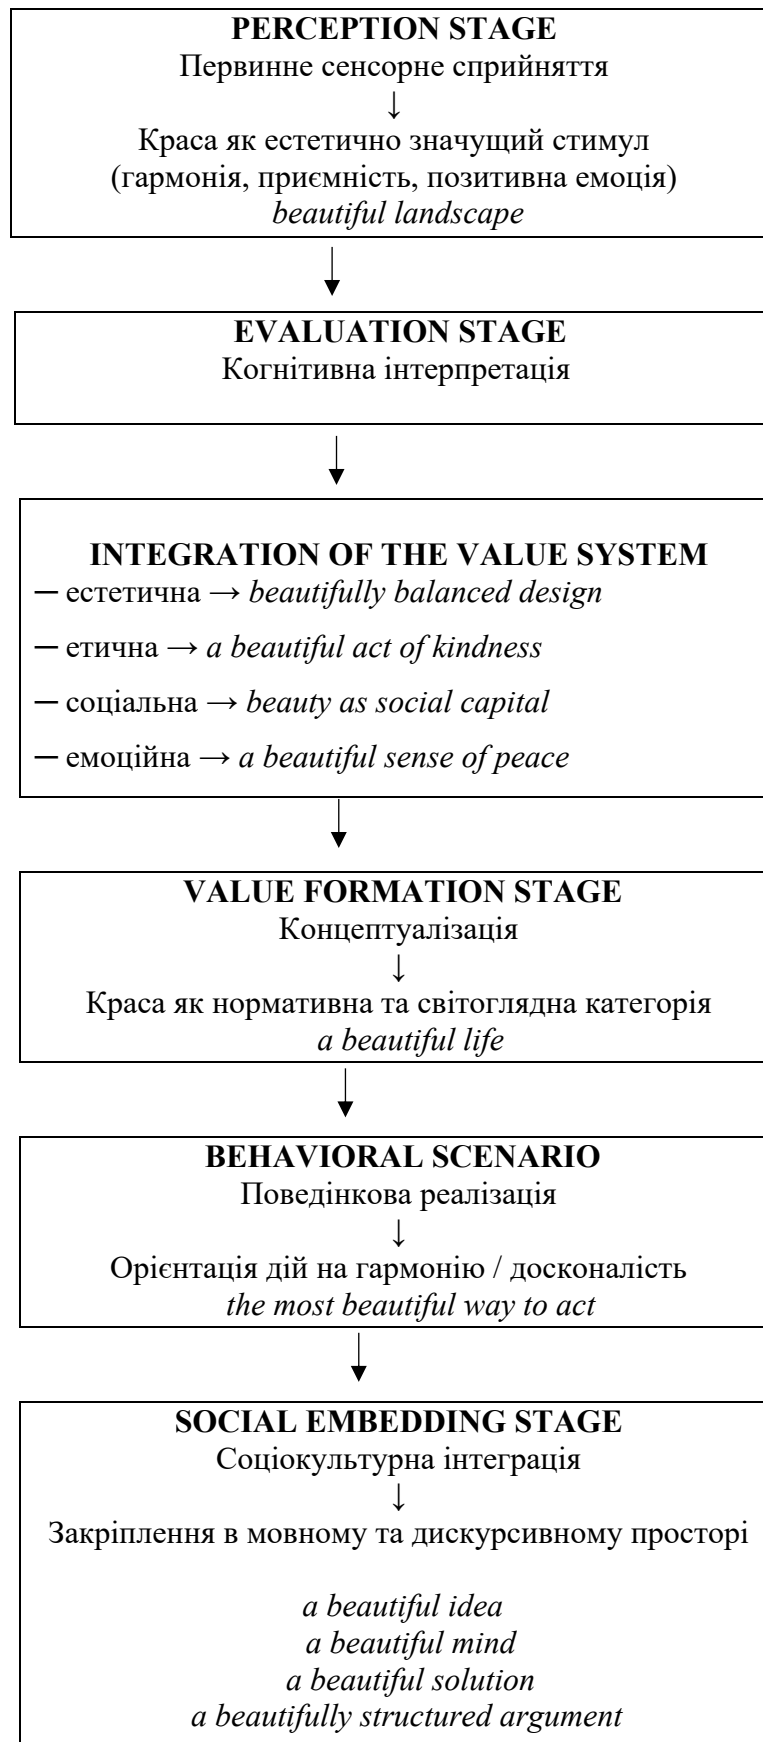 PERCEPTION STAGE
Первинне сенсорне сприйняття
↓
Краса як естетично значущий стимул
(гармонія, приємність, позитивна емоція)
beautiful landscape
EVALUATION STAGE
Когнітивна інтерпретація
INTEGRATION OF THE VALUE SYSTEM
— естетична → beautifully balanced design
— етична → a beautiful act of kindness
— соціальна → beauty as social capital
— емоційна → a beautiful sense of peace
VALUE FORMATION STAGE
Концептуалізація
↓
Краса як нормативна та світоглядна категорія
a beautiful life
BEHAVIORAL SCENARIO
Поведінкова реалізація
↓
Орієнтація дій на гармонію / досконалість
the most beautiful way to act
SOCIAL EMBEDDING STAGE
Соціокультурна інтеграція
↓
Закріплення в мовному та дискурсивному просторі
a beautiful idea
a beautiful mind
a beautiful solution
a beautifully structured argument